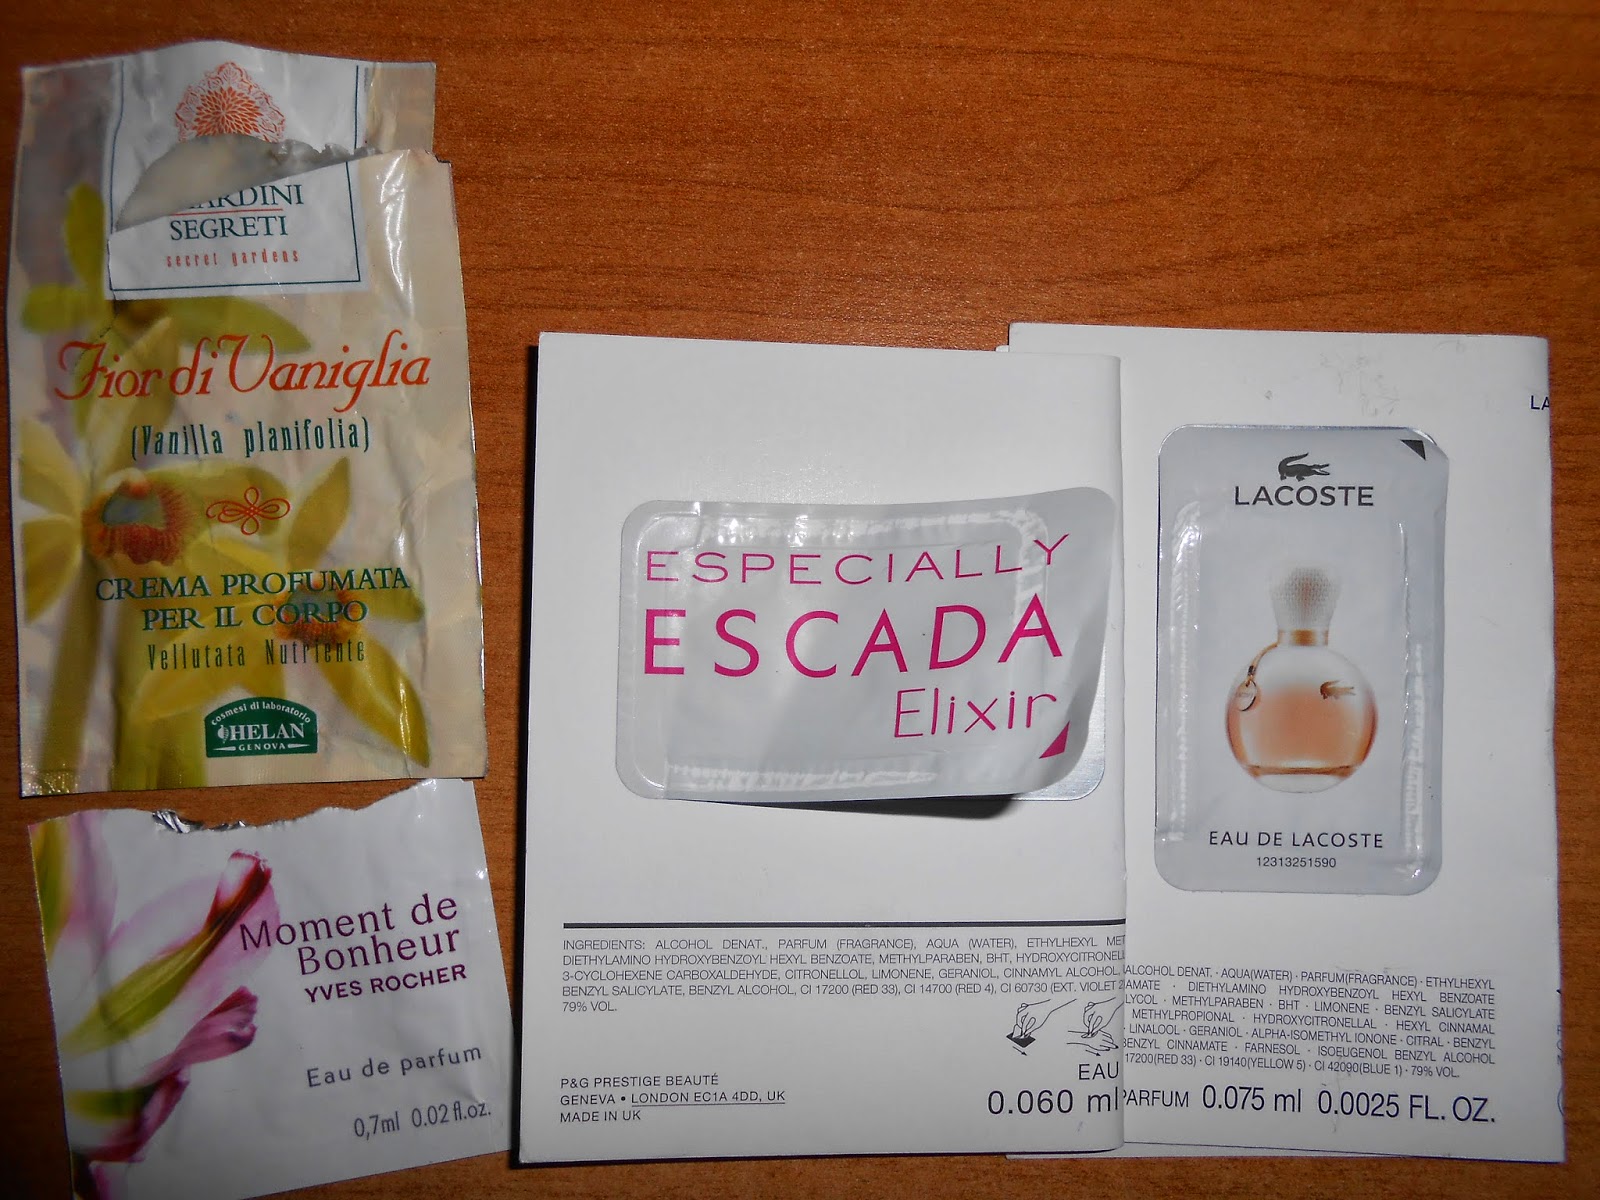 SEGRETI
secret gardens
Fior di Vaniglia
(Vanilla planifolia)
CREMA PROFUMATA
PER IL CORPO
Vellutata Nutriente
cosmesi di laboratorio
HELAN
GENOVA
Moment de
Bonheur
YVES ROCHER
Eau de parfum
0,7ml 0.02 fl.oz.
ESPECIALLY
ESCADA
Elixir
INGREDIENTS: ALCOHOL DENAT., PARFUM (FRAGRANCE), AQUA (WATER), ETHYLHEXYL
DIETHYLAMINO HYDROXYBENZOYL HEXYL BENZOATE, METHYLPARABEN, BHT,
3-CYCLOHEXENE CARBOXALDEHYDE, CITRONELLOL, LIMONENE, GERANIOL, CINNAMYL ALCOHOL,
BENZYL SALICYLATE, BENZYL ALCOHOL, CI 17200 (RED 33), CI 14700 (RED 4), CI 60730 (EXT. VIOLET
79% VOL.
P&G PRESTIGE BEAUTÉ
GENEVA • LONDON EC1A 4DD, UK
MADE IN UK
EAU
0.060 ml
LACOSTE
EAU DE LACOSTE
12313251590
ALCOHOL DENAT. · AQUA(WATER) · PARFUM(FRAGRANCE) · ETHYLHEXYL
· DIETHYLAMINO HYDROXYBENZOYL HEXYL BENZOATE
· METHYLPARABEN · BHT · LIMONENE · BENZYL SALICYLATE
METHYLPROPIONAL · HYDROXYCITRONELLAL · HEXYL CINNAMAL
LINALOOL · GERANIOL · ALPHA-ISOMETHYL IONONE · CITRAL · BENZYL
BENZYL CINNAMATE · FARNESOL · ISOEUGENOL BENZYL ALCOHOL
17200(RED 33) · CI 19140(YELLOW 5) · CI 42090(BLUE 1) · 79% VOL.
PARFUM 0.075 ml 0.0025 FL. OZ.